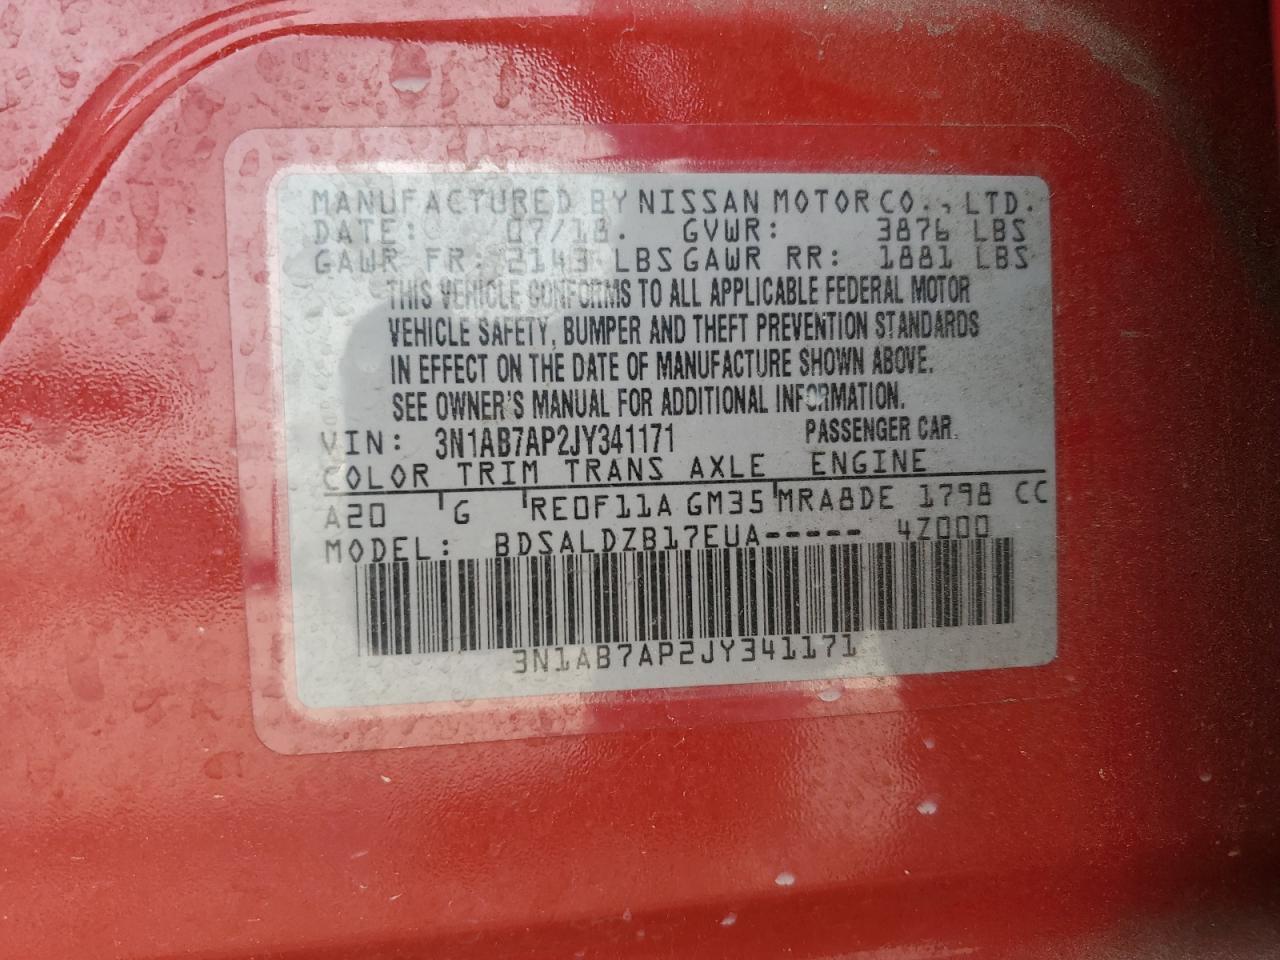 MANUFACTURED BY NISSAN MOTOR CO., LTD.
DATE: 07/18. GVWR: 3876 LBS
GAWR FR: 2143 LBS GAWR RR: 1881 LBS
THIS VEHICLE CONFORMS TO ALL APPLICABLE FEDERAL MOTOR
VEHICLE SAFETY, BUMPER AND THEFT PREVENTION STANDARDS
IN EFFECT ON THE DATE OF MANUFACTURE SHOWN ABOVE.
SEE OWNER'S MANUAL FOR ADDITIONAL INFORMATION.
VIN: 3N1AB7AP2JY341171 PASSENGER CAR.
COLOR TRIM TRANS AXLE ENGINE
A20 G RE0F11A GM35 MRA8DE 1798 CC
MODEL: BDSALDZB17EUA----- 4Z000
3N1AB7AP2JY341171